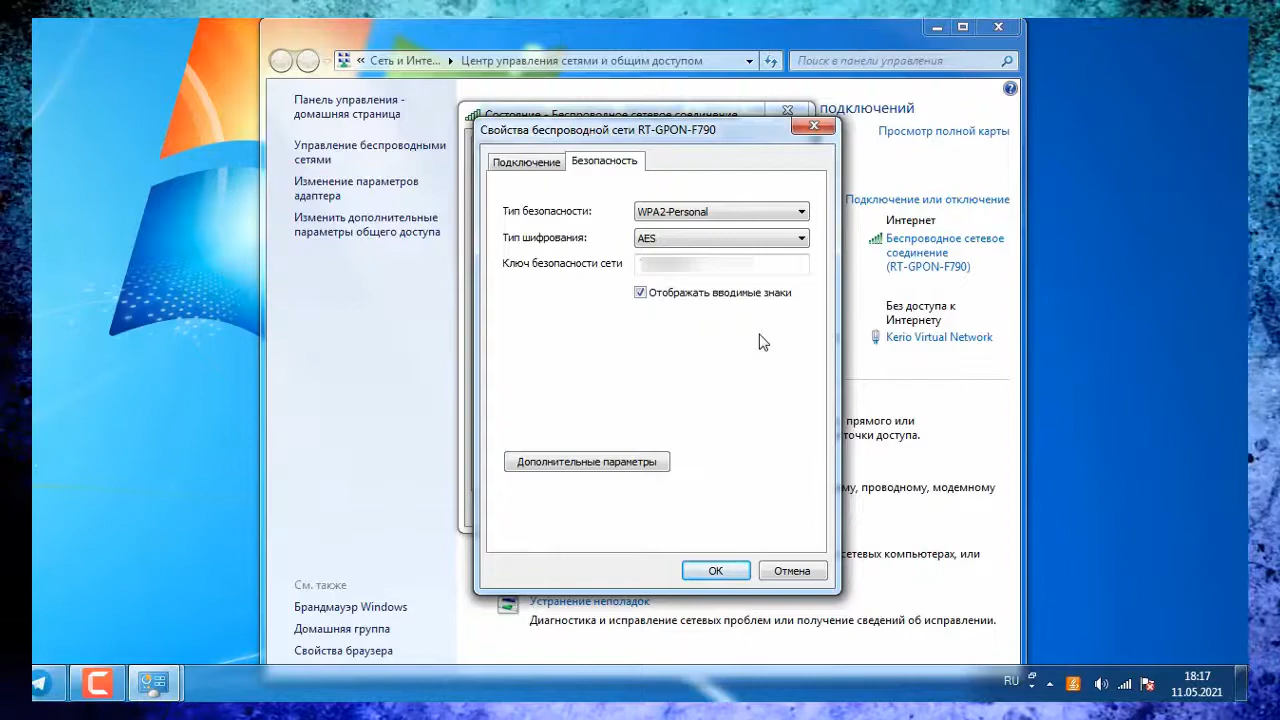 « Сеть и Инте...
Центр управления сетями и общим доступом
Поиск в панели управления
Панель управления -
домашняя страница
Управление беспроводными
сетями
Изменение параметров
адаптера
Изменить дополнительные
параметры общего доступа
См. также
Брандмауэр Windows
Домашняя группа
Свойства браузера
Состояние - Беспроводное сетевое соединение
Свойства беспроводной сети RT-GPON-F790
Подключение
Безопасность
Тип безопасности:
WPA2-Personal
Тип шифрования:
AES
Ключ безопасности сети
Отображать вводимые знаки
Дополнительные параметры
OK
Отмена
подключений
Просмотр полной карты
Подключение или отключение
Интернет
Беспроводное сетевое
соединение
(RT-GPON-F790)
Без доступа к
Интернету
Kerio Virtual Network
прямого или
точки доступа.
му, проводному, модемному
сетевых компьютерах, или
Устранение неполадок
Диагностика и исправление сетевых проблем или получение сведений об исправлении.
RU
18:17
11.05.2021